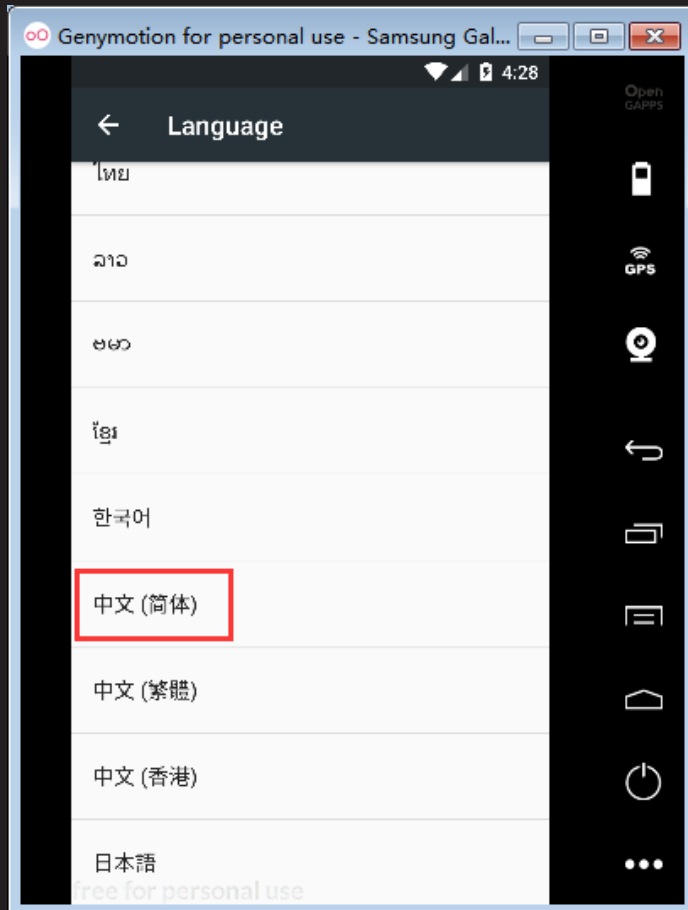 Genymotion for personal use - Samsung Gal...
4:28
Open
GAPPS
Language
ไทย
ລາວ
ဗမာ
GPS
ខ្មែរ
한국어
中文 (简体)
中文 (繁體)
中文 (香港)
日本語
free for personal use